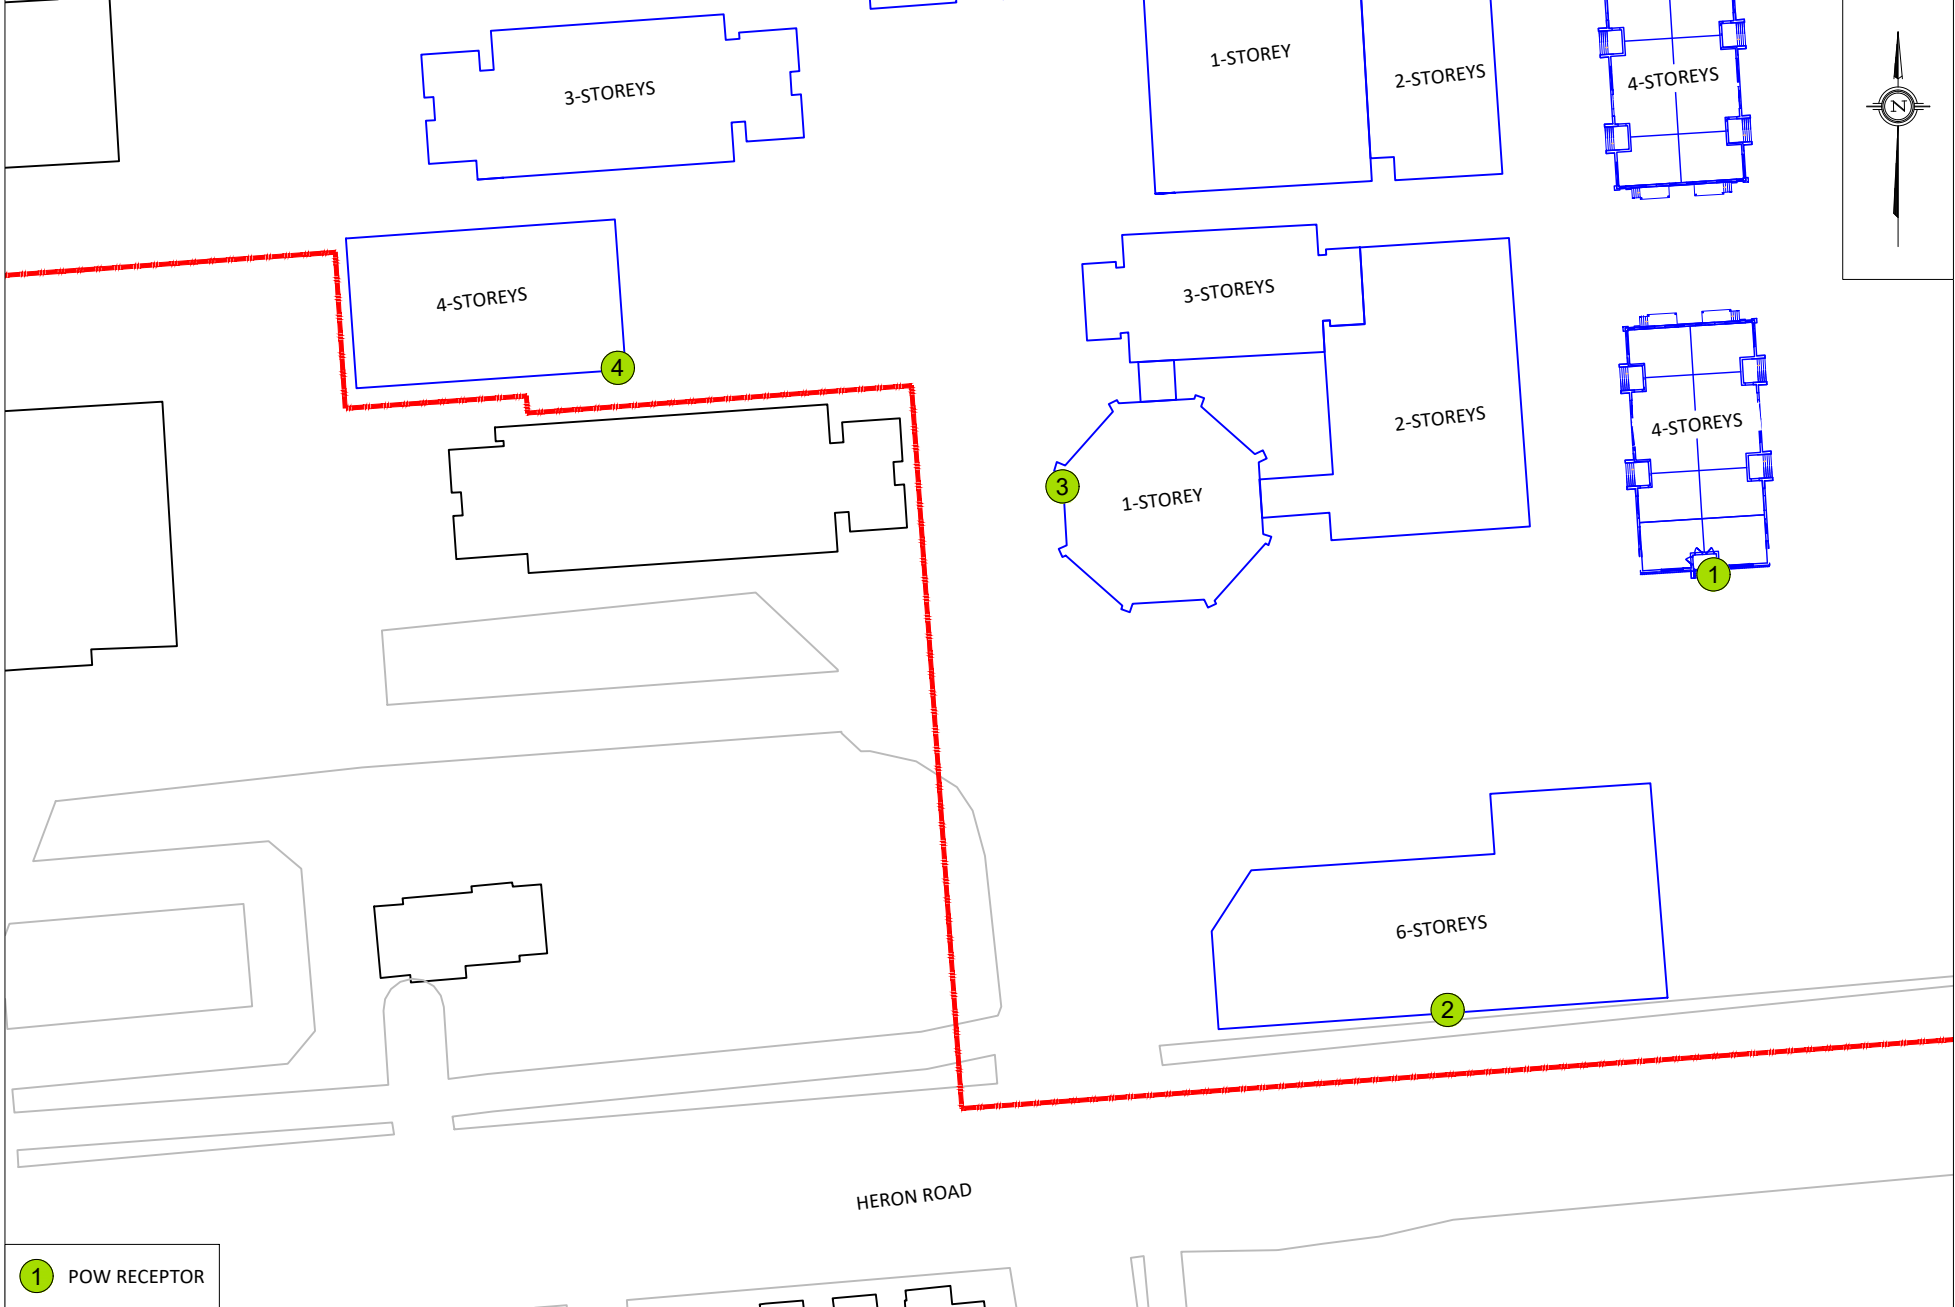 1-STOREY
2-STOREYS
4-STOREYS
3-STOREYS
N
4-STOREYS
3-STOREYS
4
2-STOREYS
4-STOREYS
3
1-STOREY
1
6-STOREYS
2
HERON ROAD
1 POW RECEPTOR